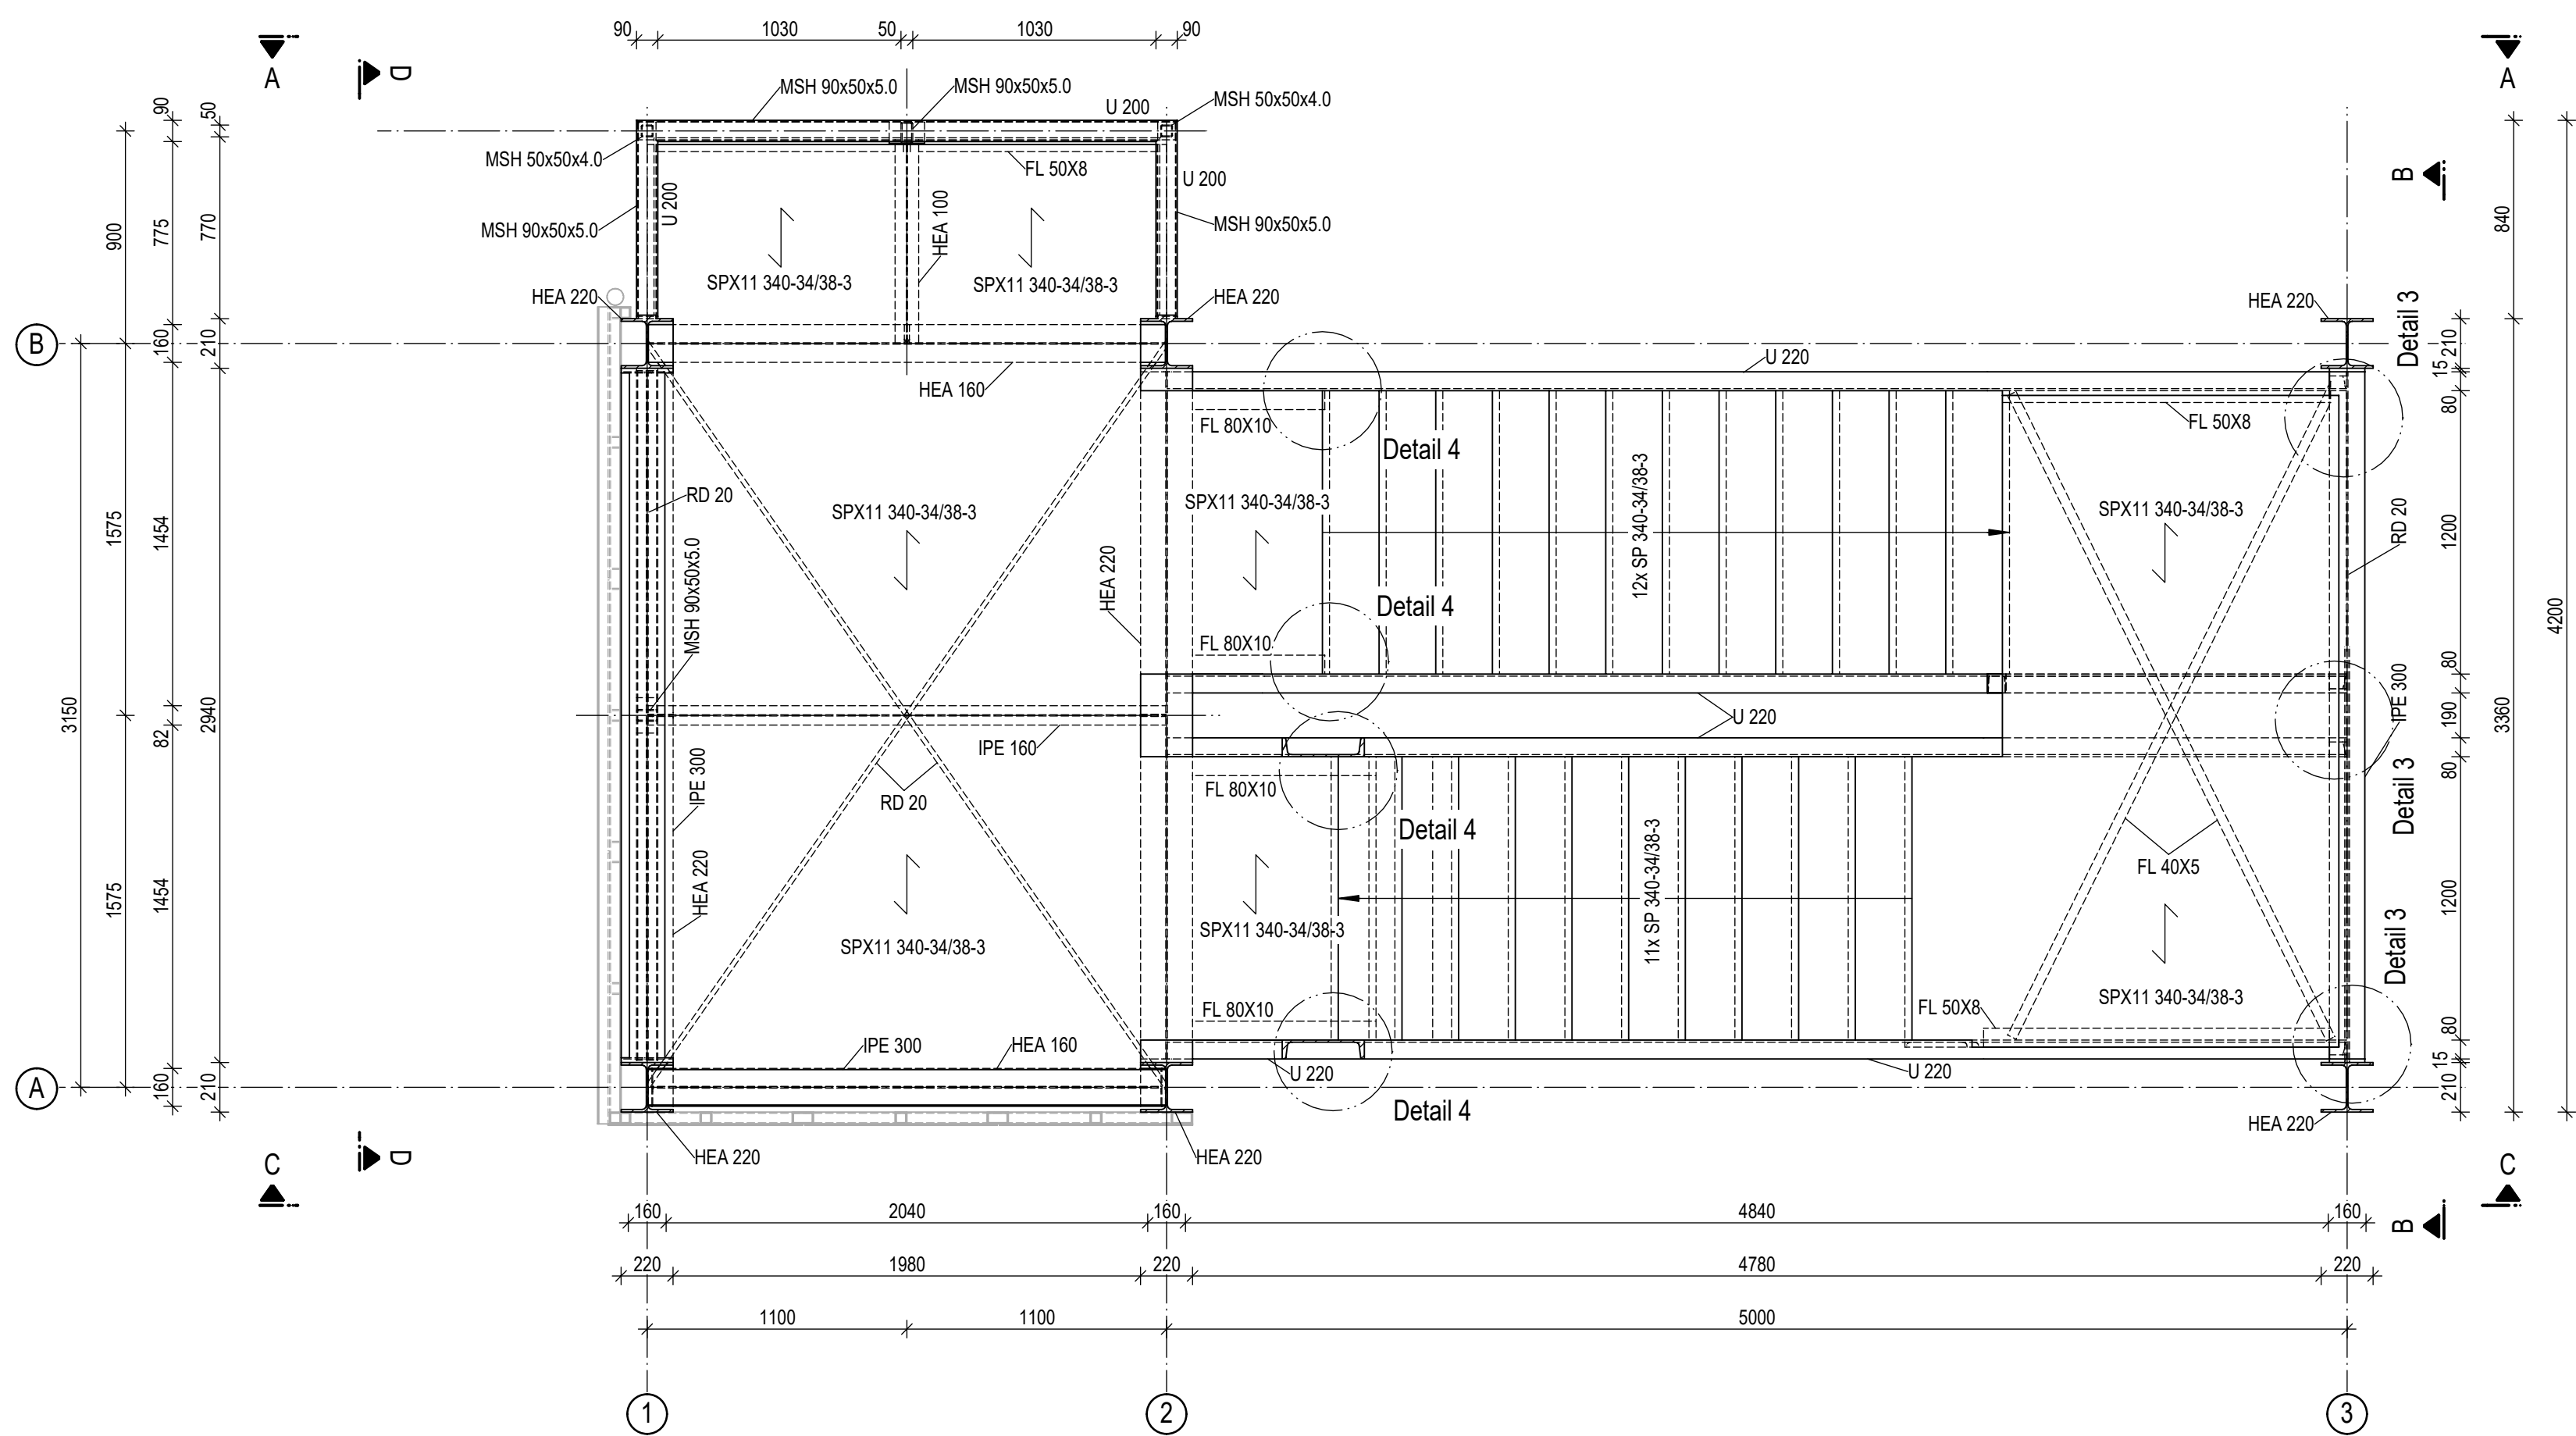 90 1030 50 1030 90
A
D
A
MSH 90x50x5.0
MSH 90x50x5.0
U 200
MSH 50x50x4.0
MSH 50x50x4.0
FL 50X8
U 200
U 200
B
MSH 90x50x5.0
HEA 100
MSH 90x50x5.0
SPX11 340-34/38-3
SPX11 340-34/38-3
HEA 220
HEA 220
HEA 220
Detail 3
B
HEA 160
U 220
FL 80X10
Detail 4
FL 50X8
RD 20
SPX11 340-34/38-3
SPX11 340-34/38-3
12x SP 340-34/38-3
SPX11 340-34/38-3
RD 20
MSH 90x50x5.0
HEA 220
Detail 4
FL 80X10
U 220
IPE 300
IPE 160
IPE 300
RD 20
FL 80X10
Detail 4
Detail 3
FL 40X5
HEA 220
SPX11 340-34/38-3
SPX11 340-34/38-3
11x SP 340-34/38-3
SPX11 340-34/38-3
Detail 3
FL 80X10
FL 50X8
IPE 300
HEA 160
U 220
U 220
A
Detail 4
HEA 220
HEA 220
HEA 220
C
D
C
B
90 775 160 1454 82 1454 160
50 770 210 2940 210
900 1575 1575
3150
840 3360
4200
210 15 80 1200 80 190 80 1200 80 15 210
160 2040 160 4840 160
220 1980 220 4780 220
1100 1100 5000
1 2 3